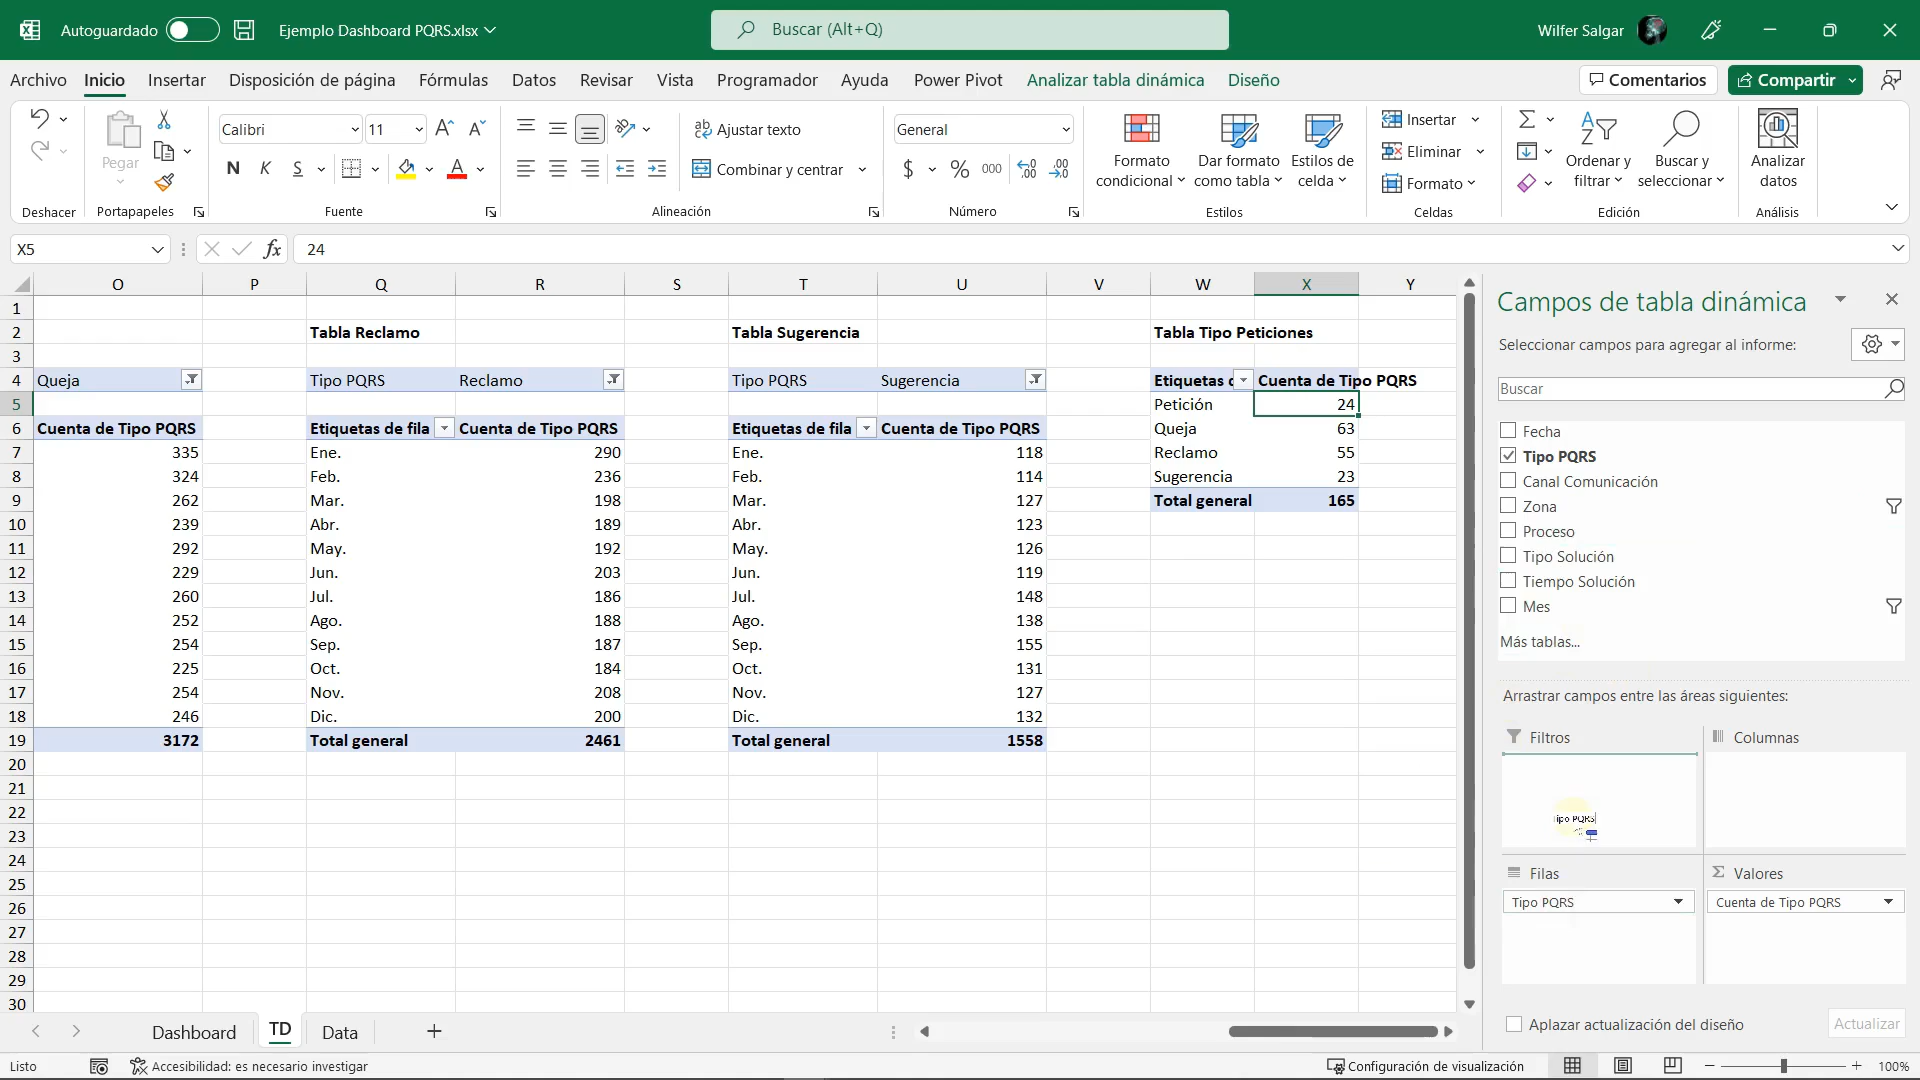 Autoguardado
Ejemplo Dashboard PQRS.xlsx
Buscar (Alt+Q)
Wilfer Salgar
Archivo Inicio Insertar Disposición de página Fórmulas Datos Revisar Vista Programador Ayuda Power Pivot Analizar tabla dinámica Diseño
Comentarios Compartir
Pegar
Calibri 11
N K S
Ajustar texto
Combinar y centrar
General
$ % 000
Formato condicional
Dar formato como tabla
Estilos de celda
Insertar
Eliminar
Formato
Ordenar y filtrar
Buscar y seleccionar
Analizar datos
Deshacer Portapapeles Fuente Alineación Número Estilos Celdas Edición Análisis
X5 fx 24
O P Q R S T U V W X Y
1
2 Tabla Reclamo Tabla Sugerencia Tabla Tipo Peticiones
3
4 Queja Tipo PQRS Reclamo Tipo PQRS Sugerencia Etiquetas d Cuenta de Tipo PQRS
5 Petición 24
6 Cuenta de Tipo PQRS Etiquetas de fila Cuenta de Tipo PQRS Etiquetas de fila Cuenta de Tipo PQRS Queja 63
7 335 Ene. 290 Ene. 118 Reclamo 55
8 324 Feb. 236 Feb. 114 Sugerencia 23
9 262 Mar. 198 Mar. 127 Total general 165
10 239 Abr. 189 Abr. 123
11 292 May. 192 May. 126
12 229 Jun. 203 Jun. 119
13 260 Jul. 186 Jul. 148
14 252 Ago. 188 Ago. 138
15 254 Sep. 187 Sep. 155
16 225 Oct. 184 Oct. 131
17 254 Nov. 208 Nov. 127
18 246 Dic. 200 Dic. 132
19 3172 Total general 2461 Total general 1558
20
21
22
23
24
25
26
27
28
29
30
Campos de tabla dinámica
Seleccionar campos para agregar al informe:
Buscar
Fecha
Tipo PQRS
Canal Comunicación
Zona
Proceso
Tipo Solución
Tiempo Solución
Mes
Más tablas...
Arrastrar campos entre las áreas siguientes:
Filtros Columnas
Tipo PQRS
Filas Valores
Tipo PQRS Cuenta de Tipo PQRS
Aplazar actualización del diseño Actualizar
Dashboard TD Data
Listo Accesibilidad: es necesario investigar Configuración de visualización 100%